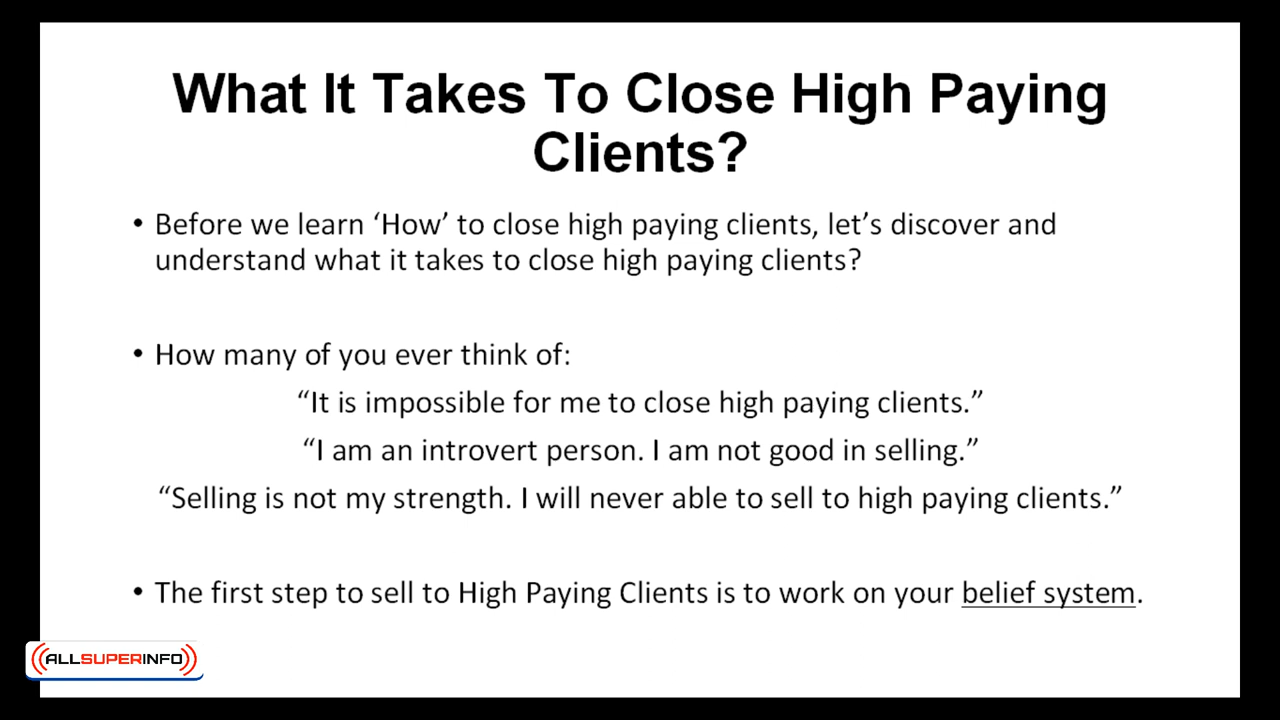 What It Takes To Close High Paying
Clients?
• Before we learn ‘How’ to close high paying clients, let’s discover and
understand what it takes to close high paying clients?
• How many of you ever think of:
“It is impossible for me to close high paying clients.”
“I am an introvert person. I am not good in selling.”
“Selling is not my strength. I will never able to sell to high paying clients.”
• The first step to sell to High Paying Clients is to work on your belief system.
ALLSUPERINFO